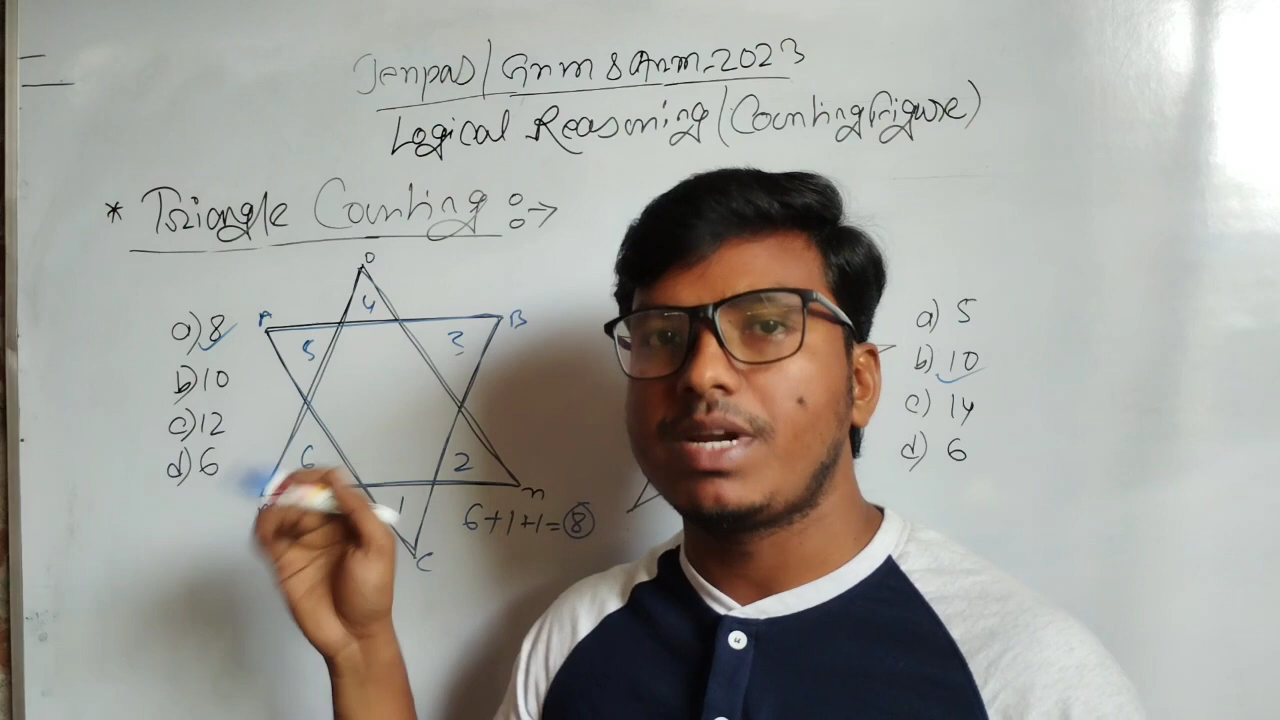 Jenpas/Gnm & Anm-2023
Logical Reasoning (Counting Figure)
* Triangle Counting :→
O
4
A
B
5
3
6
2
1
n
C
6+1+1=8
a) 8 ✓
b) 10
c) 12
d) 6
a) 5
b) 10 ✓
c) 14
d) 6